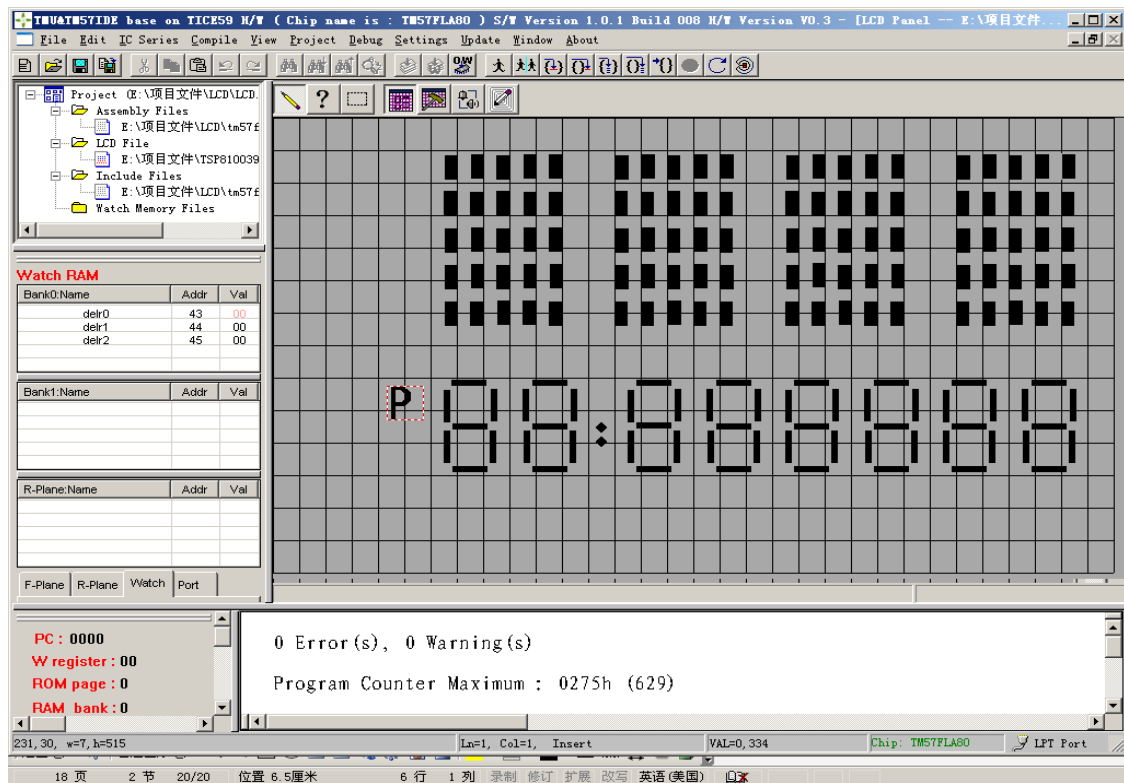 TMU&TM57IDE base on TICE59 H/W ( Chip name is : TM57FLA80 ) S/W Version 1.0.1 Build 008 H/W Version V0.3 - [LCD Panel -- E:\项目文件...
File Edit IC Series Compile View Project Debug Settings Update Window About
Project (E:\项目文件\LCD\LCD.
Assembly Files
E:\项目文件\LCD\tm57f
LCD File
E:\项目文件\TSP810039
Include Files
E:\项目文件\LCD\tm57f
Watch Memory Files
Watch RAM
Bank0:Name Addr Val
delr0 43 00
delr1 44 00
delr2 45 00
Bank1:Name Addr Val
R-Plane:Name Addr Val
F-Plane R-Plane Watch Port
P 88:888888
PC : 0000
W register : 00
ROM page : 0
RAM bank : 0
0 Error(s), 0 Warning(s)
Program Counter Maximum : 0275h (629)
231,30, w=7,h=515 Ln=1, Col=1, Insert VAL=0,334 Chip: TM57FLA80 LPT Port
18 页 2 节 20/20 位置 6.5厘米 6 行 1 列 录制 修订 扩展 改写 英语(美国)